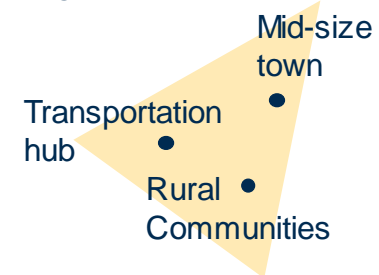 Mid-size
town
Transportation
hub
Rural
Communities